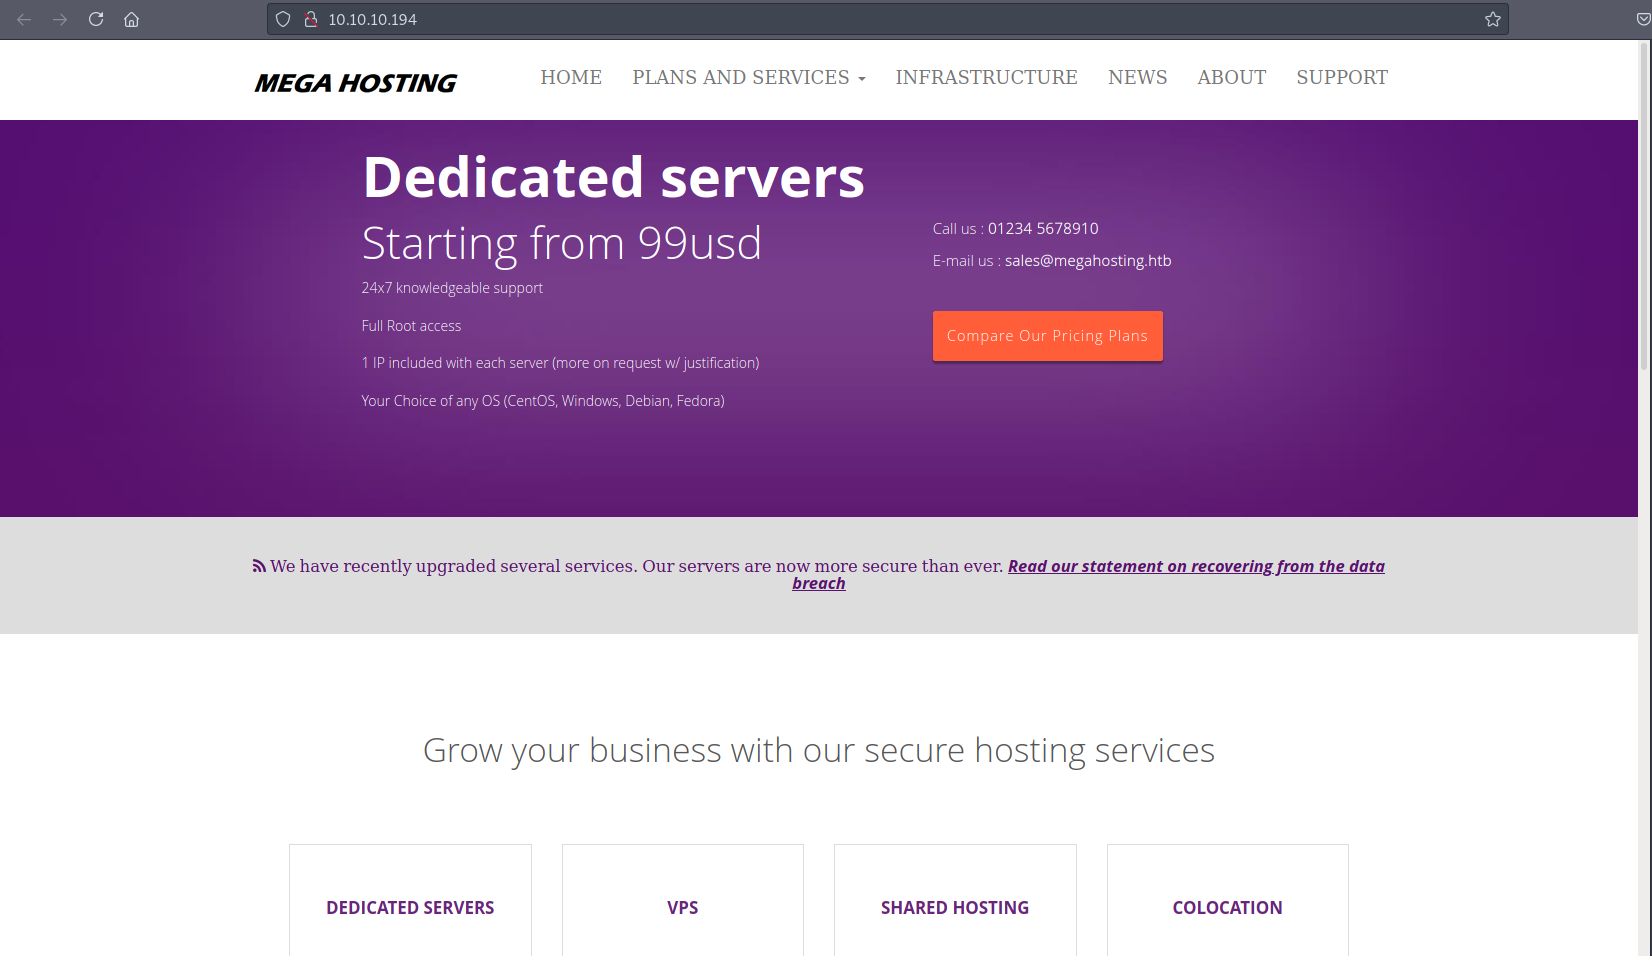 10.10.10.194
MEGA HOSTING
HOME PLANS AND SERVICES INFRASTRUCTURE NEWS ABOUT SUPPORT
Dedicated servers
Starting from 99usd
24x7 knowledgeable support
Full Root access
1 IP included with each server (more on request w/ justification)
Your Choice of any OS (CentOS, Windows, Debian, Fedora)
Call us : 01234 5678910
E-mail us : sales@megahosting.htb
Compare Our Pricing Plans
We have recently upgraded several services. Our servers are now more secure than ever. Read our statement on recovering from the data
breach
Grow your business with our secure hosting services
DEDICATED SERVERS
VPS
SHARED HOSTING
COLOCATION